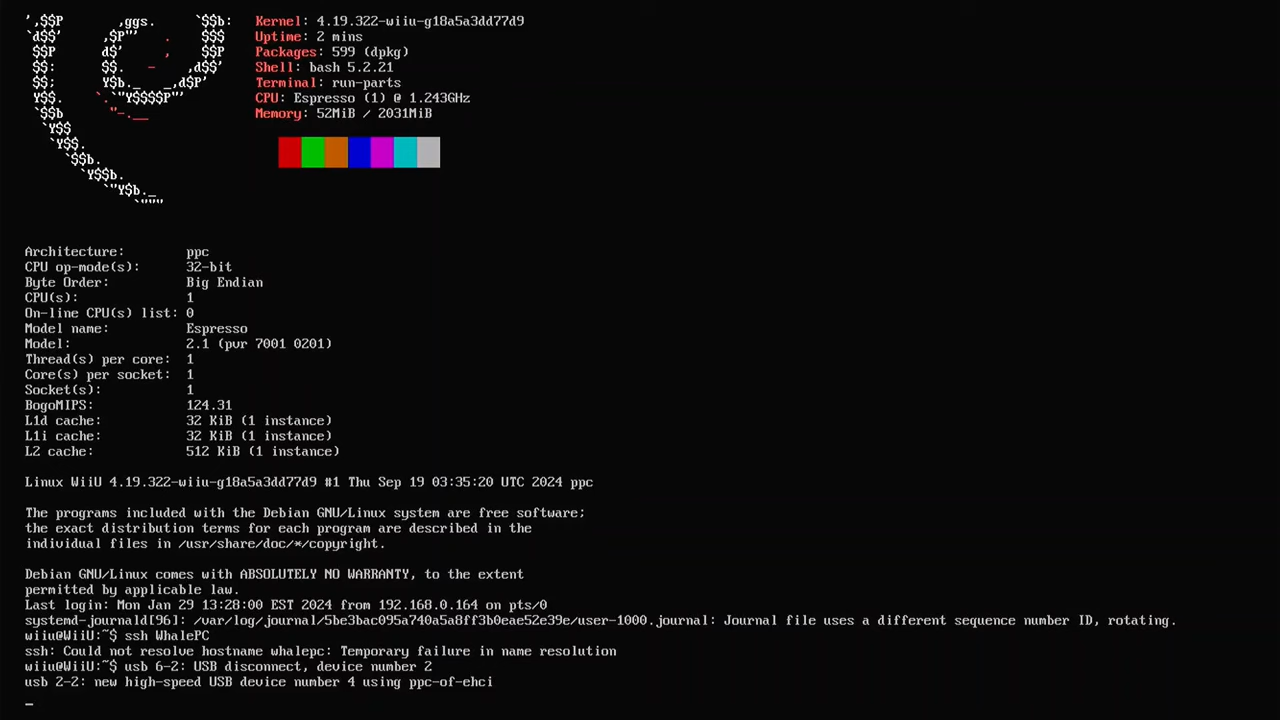 ',$$P         ,ggs.     `$$b:   Kernel: 4.19.322-wiiu-g18a5a3dd77d9
`d$$'     ,$P"'   .    $$$    Uptime: 2 mins
$$P      d$'     ,    $$P    Packages: 599 (dpkg)
$$:      $$.   -    ,d$$'    Shell: bash 5.2.21
$$;      Y$b._   _,d$P'     Terminal: run-parts
Y$$.    `.`"Y$$$$P"'         CPU: Espresso (1) @ 1.243GHz
`$$b      "-.__              Memory: 52MiB / 2031MiB
`Y$$
`Y$$.
`$$b.
`Y$$b.
`"Y$b._
`"""
Architecture:        ppc
CPU op-mode(s):      32-bit
Byte Order:          Big Endian
CPU(s):              1
On-line CPU(s) list: 0
Model name:          Espresso
Model:               2.1 (pvr 7001 0201)
Thread(s) per core:  1
Core(s) per socket:  1
Socket(s):           1
BogoMIPS:            124.31
L1d cache:           32 KiB (1 instance)
L1i cache:           32 KiB (1 instance)
L2 cache:            512 KiB (1 instance)
Linux WiiU 4.19.322-wiiu-g18a5a3dd77d9 #1 Thu Sep 19 03:35:20 UTC 2024 ppc
The programs included with the Debian GNU/Linux system are free software;
the exact distribution terms for each program are described in the
individual files in /usr/share/doc/*/copyright.
Debian GNU/Linux comes with ABSOLUTELY NO WARRANTY, to the extent
permitted by applicable law.
Last login: Mon Jan 29 13:28:00 EST 2024 from 192.168.0.164 on pts/0
systemd-journald[96]: /var/log/journal/5be3bac095a740a5a8ff3b0eae52e39e/user-1000.journal: Journal file uses a different sequence number ID, rotating.
wiiu@WiiU:~$ ssh WhalePC
ssh: Could not resolve hostname whalepc: Temporary failure in name resolution
wiiu@WiiU:~$ usb 6-2: USB disconnect, device number 2
usb 2-2: new high-speed USB device number 4 using ppc-of-ehci
_